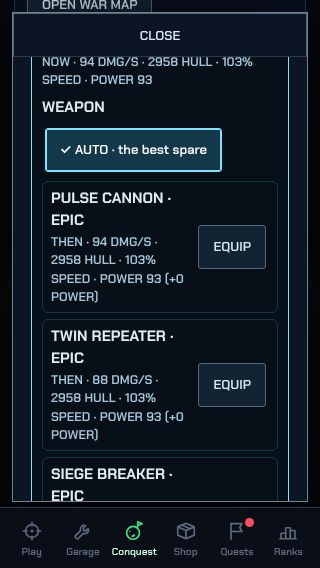 OPEN WAR MAP
CLOSE
NOW · 94 DMG/S · 2958 HULL · 103%
SPEED · POWER 93
WEAPON
✓ AUTO · the best spare
PULSE CANNON ·
EPIC
THEN · 94 DMG/S ·
2958 HULL · 103%
SPEED · POWER 93 (+0
POWER)
EQUIP
TWIN REPEATER ·
EPIC
THEN · 88 DMG/S ·
2958 HULL · 103%
SPEED · POWER 93 (+0
POWER)
EQUIP
SIEGE BREAKER ·
EPIC
Play
Garage
Conquest
Shop
Quests
Ranks